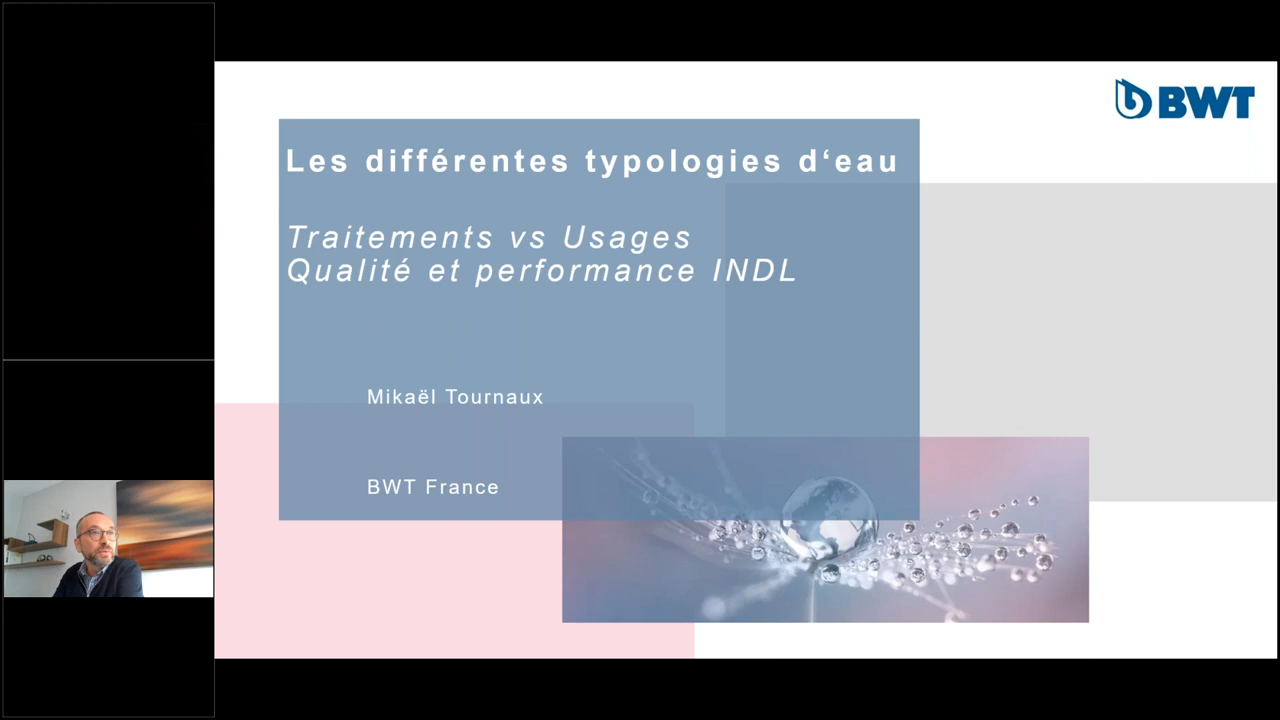 BWT
Les différentes typologies d‘eau
Traitements vs Usages
Qualité et performance INDL
Mikaël Tournaux
BWT France